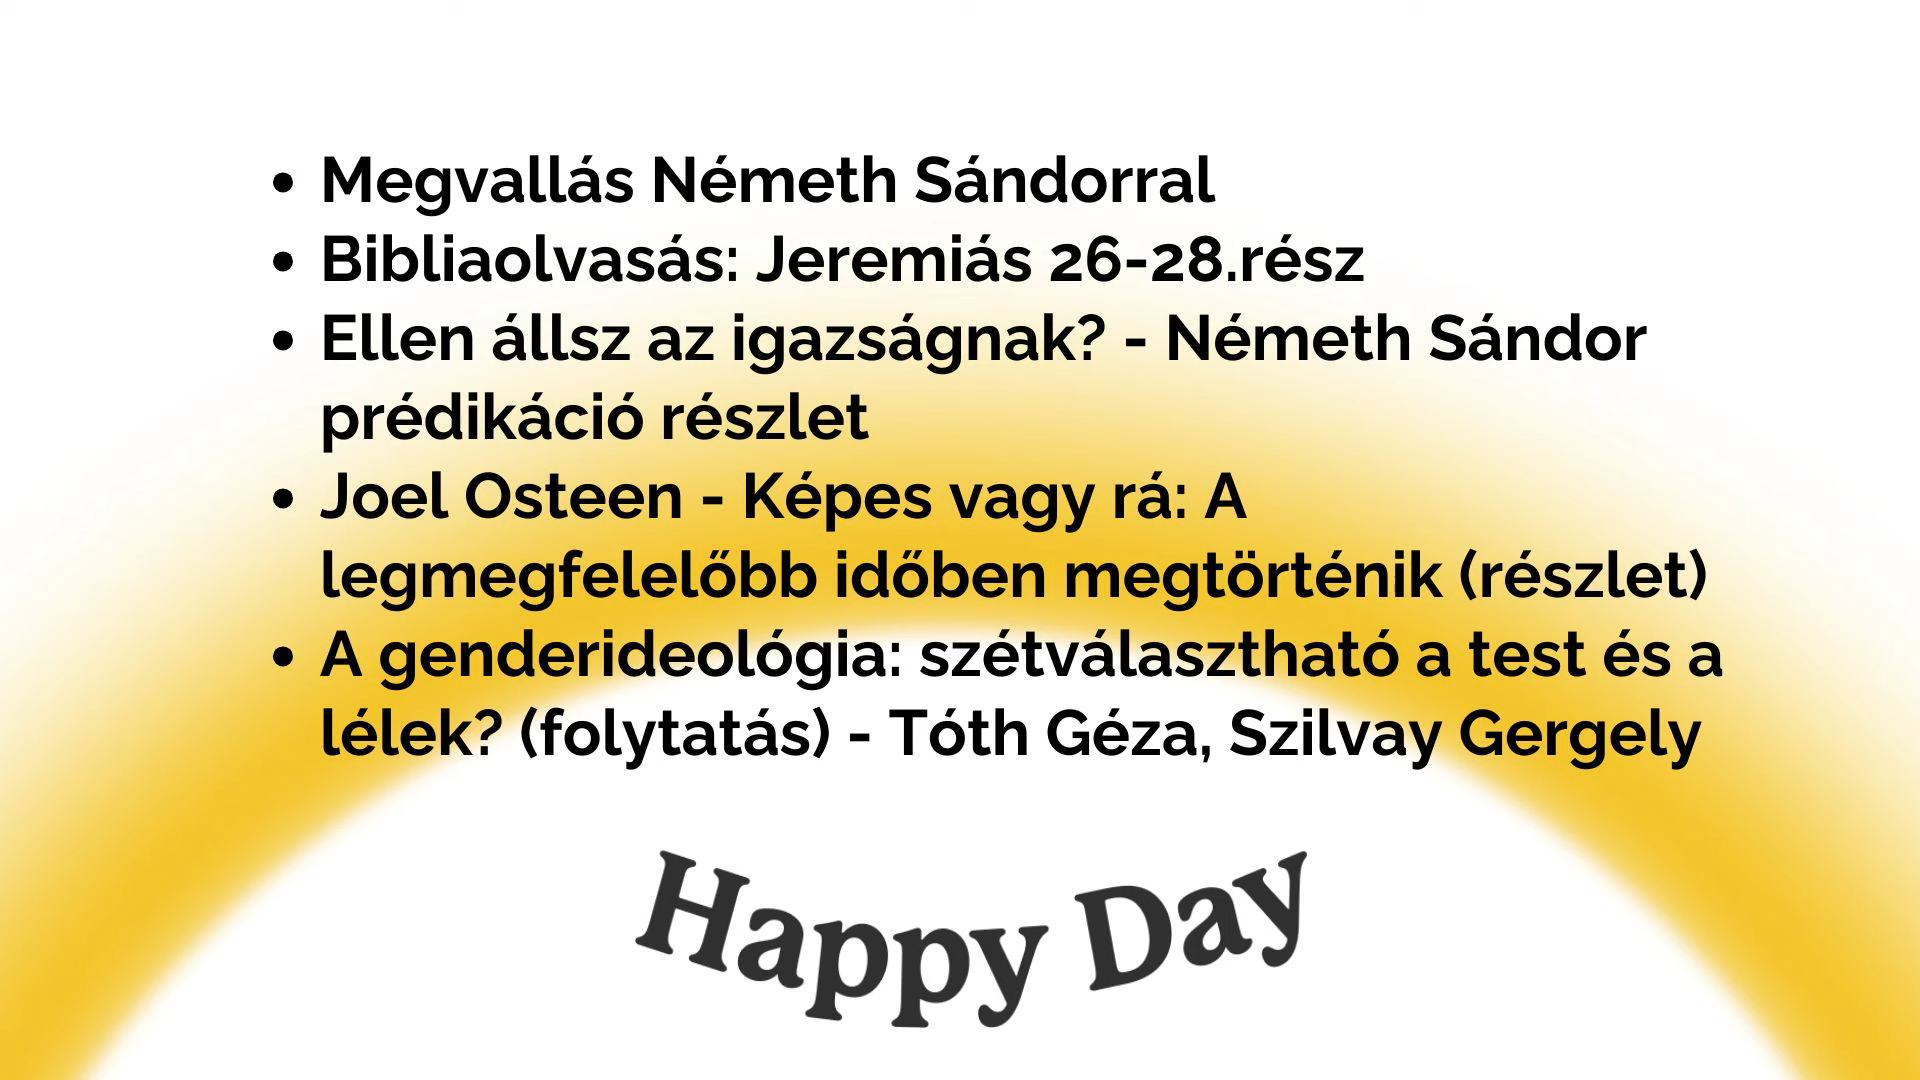 • Megvallás Németh Sándorral
• Bibliaolvasás: Jeremiás 26-28.rész
• Ellen állsz az igazságnak? - Németh Sándor
prédikáció részlet
• Joel Osteen - Képes vagy rá: A
legmegfelelőbb időben megtörténik (részlet)
• A genderideológia: szétválasztható a test és a
lélek? (folytatás) - Tóth Géza, Szilvay Gergely
Happy Day